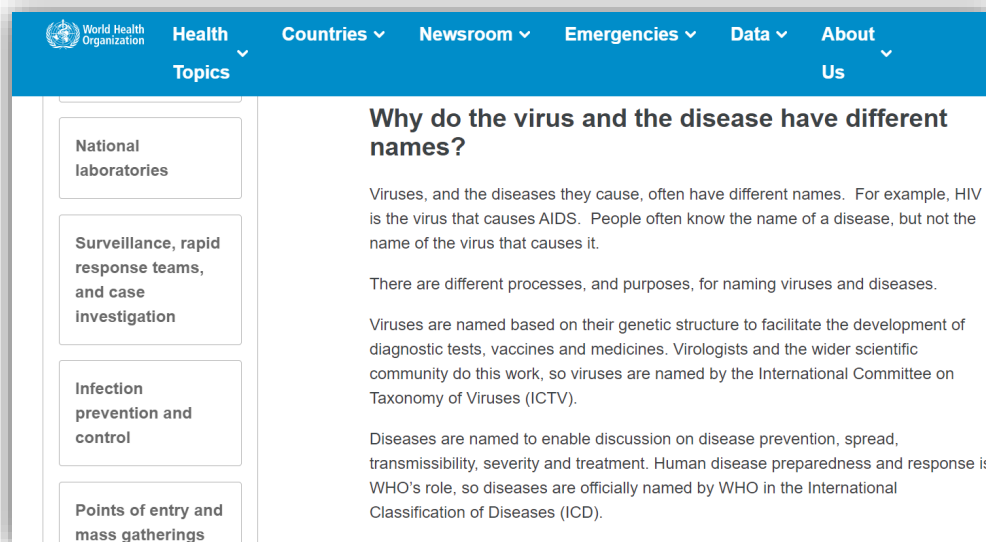 World Health
Organization
Health
Topics
Countries
Newsroom
Emergencies
Data
About
Us
National
laboratories
Surveillance, rapid
response teams,
and case
investigation
Infection
prevention and
control
Points of entry and
mass gatherings
Why do the virus and the disease have different
names?
Viruses, and the diseases they cause, often have different names.  For example, HIV
is the virus that causes AIDS.  People often know the name of a disease, but not the
name of the virus that causes it.
There are different processes, and purposes, for naming viruses and diseases.
Viruses are named based on their genetic structure to facilitate the development of
diagnostic tests, vaccines and medicines. Virologists and the wider scientific
community do this work, so viruses are named by the International Committee on
Taxonomy of Viruses (ICTV).
Diseases are named to enable discussion on disease prevention, spread,
transmissibility, severity and treatment. Human disease preparedness and response is
WHO’s role, so diseases are officially named by WHO in the International
Classification of Diseases (ICD).